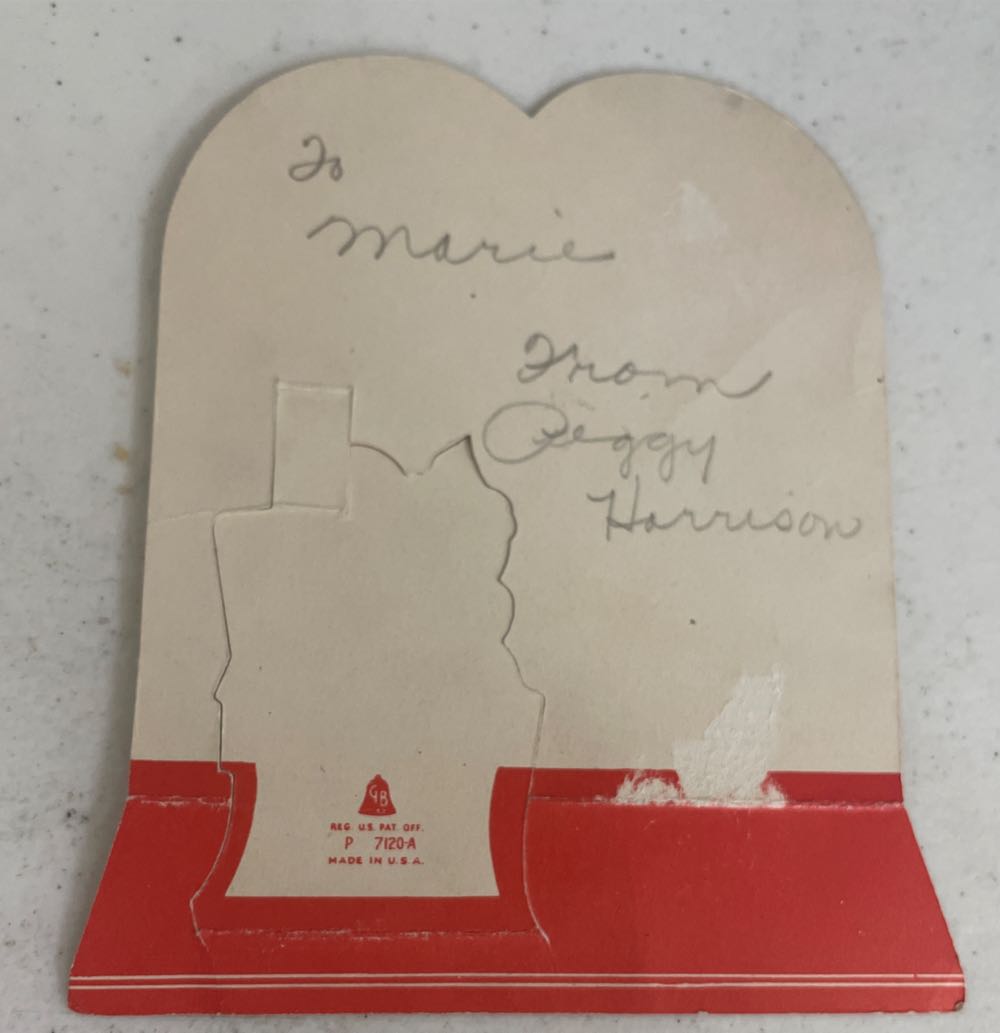 To
Marie
From
Peggy
Harrison
GB
REG. U.S. PAT. OFF.
P 7120-A
MADE IN U.S.A.